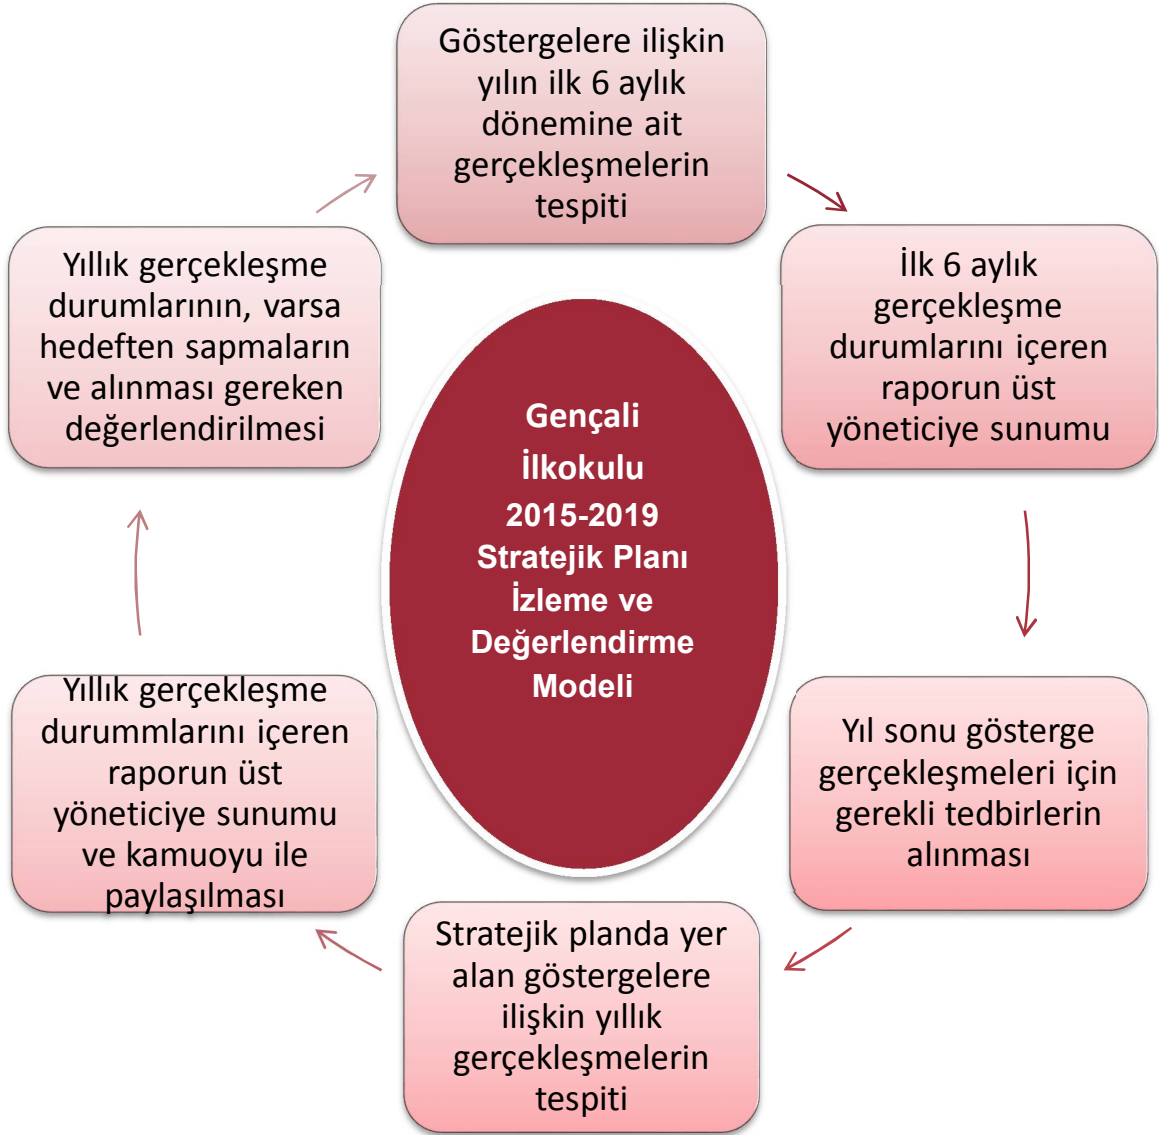 Göstergelere ilişkin
yılın ilk 6 aylık
dönemine ait
gerçekleşmelerin
tespiti
İlk 6 aylık
gerçekleşme
durumlarını içeren
raporun üst
yöneticiye sunumu
Yıl sonu gösterge
gerçekleşmeleri için
gerekli tedbirlerin
alınması
Stratejik planda yer
alan göstergelere
ilişkin yıllık
gerçekleşmelerin
tespiti
Yıllık gerçekleşme
durummlarını içeren
raporun üst
yöneticiye sunumu
ve kamuoyu ile
paylaşılması
Yıllık gerçekleşme
durumlarının, varsa
hedeften sapmaların
ve alınması gereken
değerlendirilmesi
Gençali
İlkokulu
2015-2019
Stratejik Planı
İzleme ve
Değerlendirme
Modeli